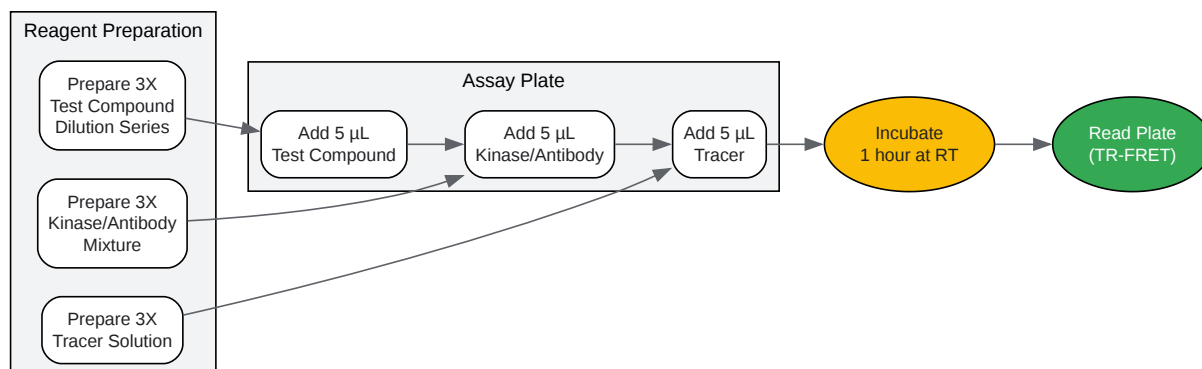 Reagent Preparation
Prepare 3X
Test Compound
Dilution Series
Prepare 3X
Kinase/Antibody
Mixture
Prepare 3X
Tracer Solution
Assay Plate
Add 5 µL
Test Compound
Add 5 µL
Kinase/Antibody
Add 5 µL
Tracer
Incubate
1 hour at RT
Read Plate
(TR-FRET)